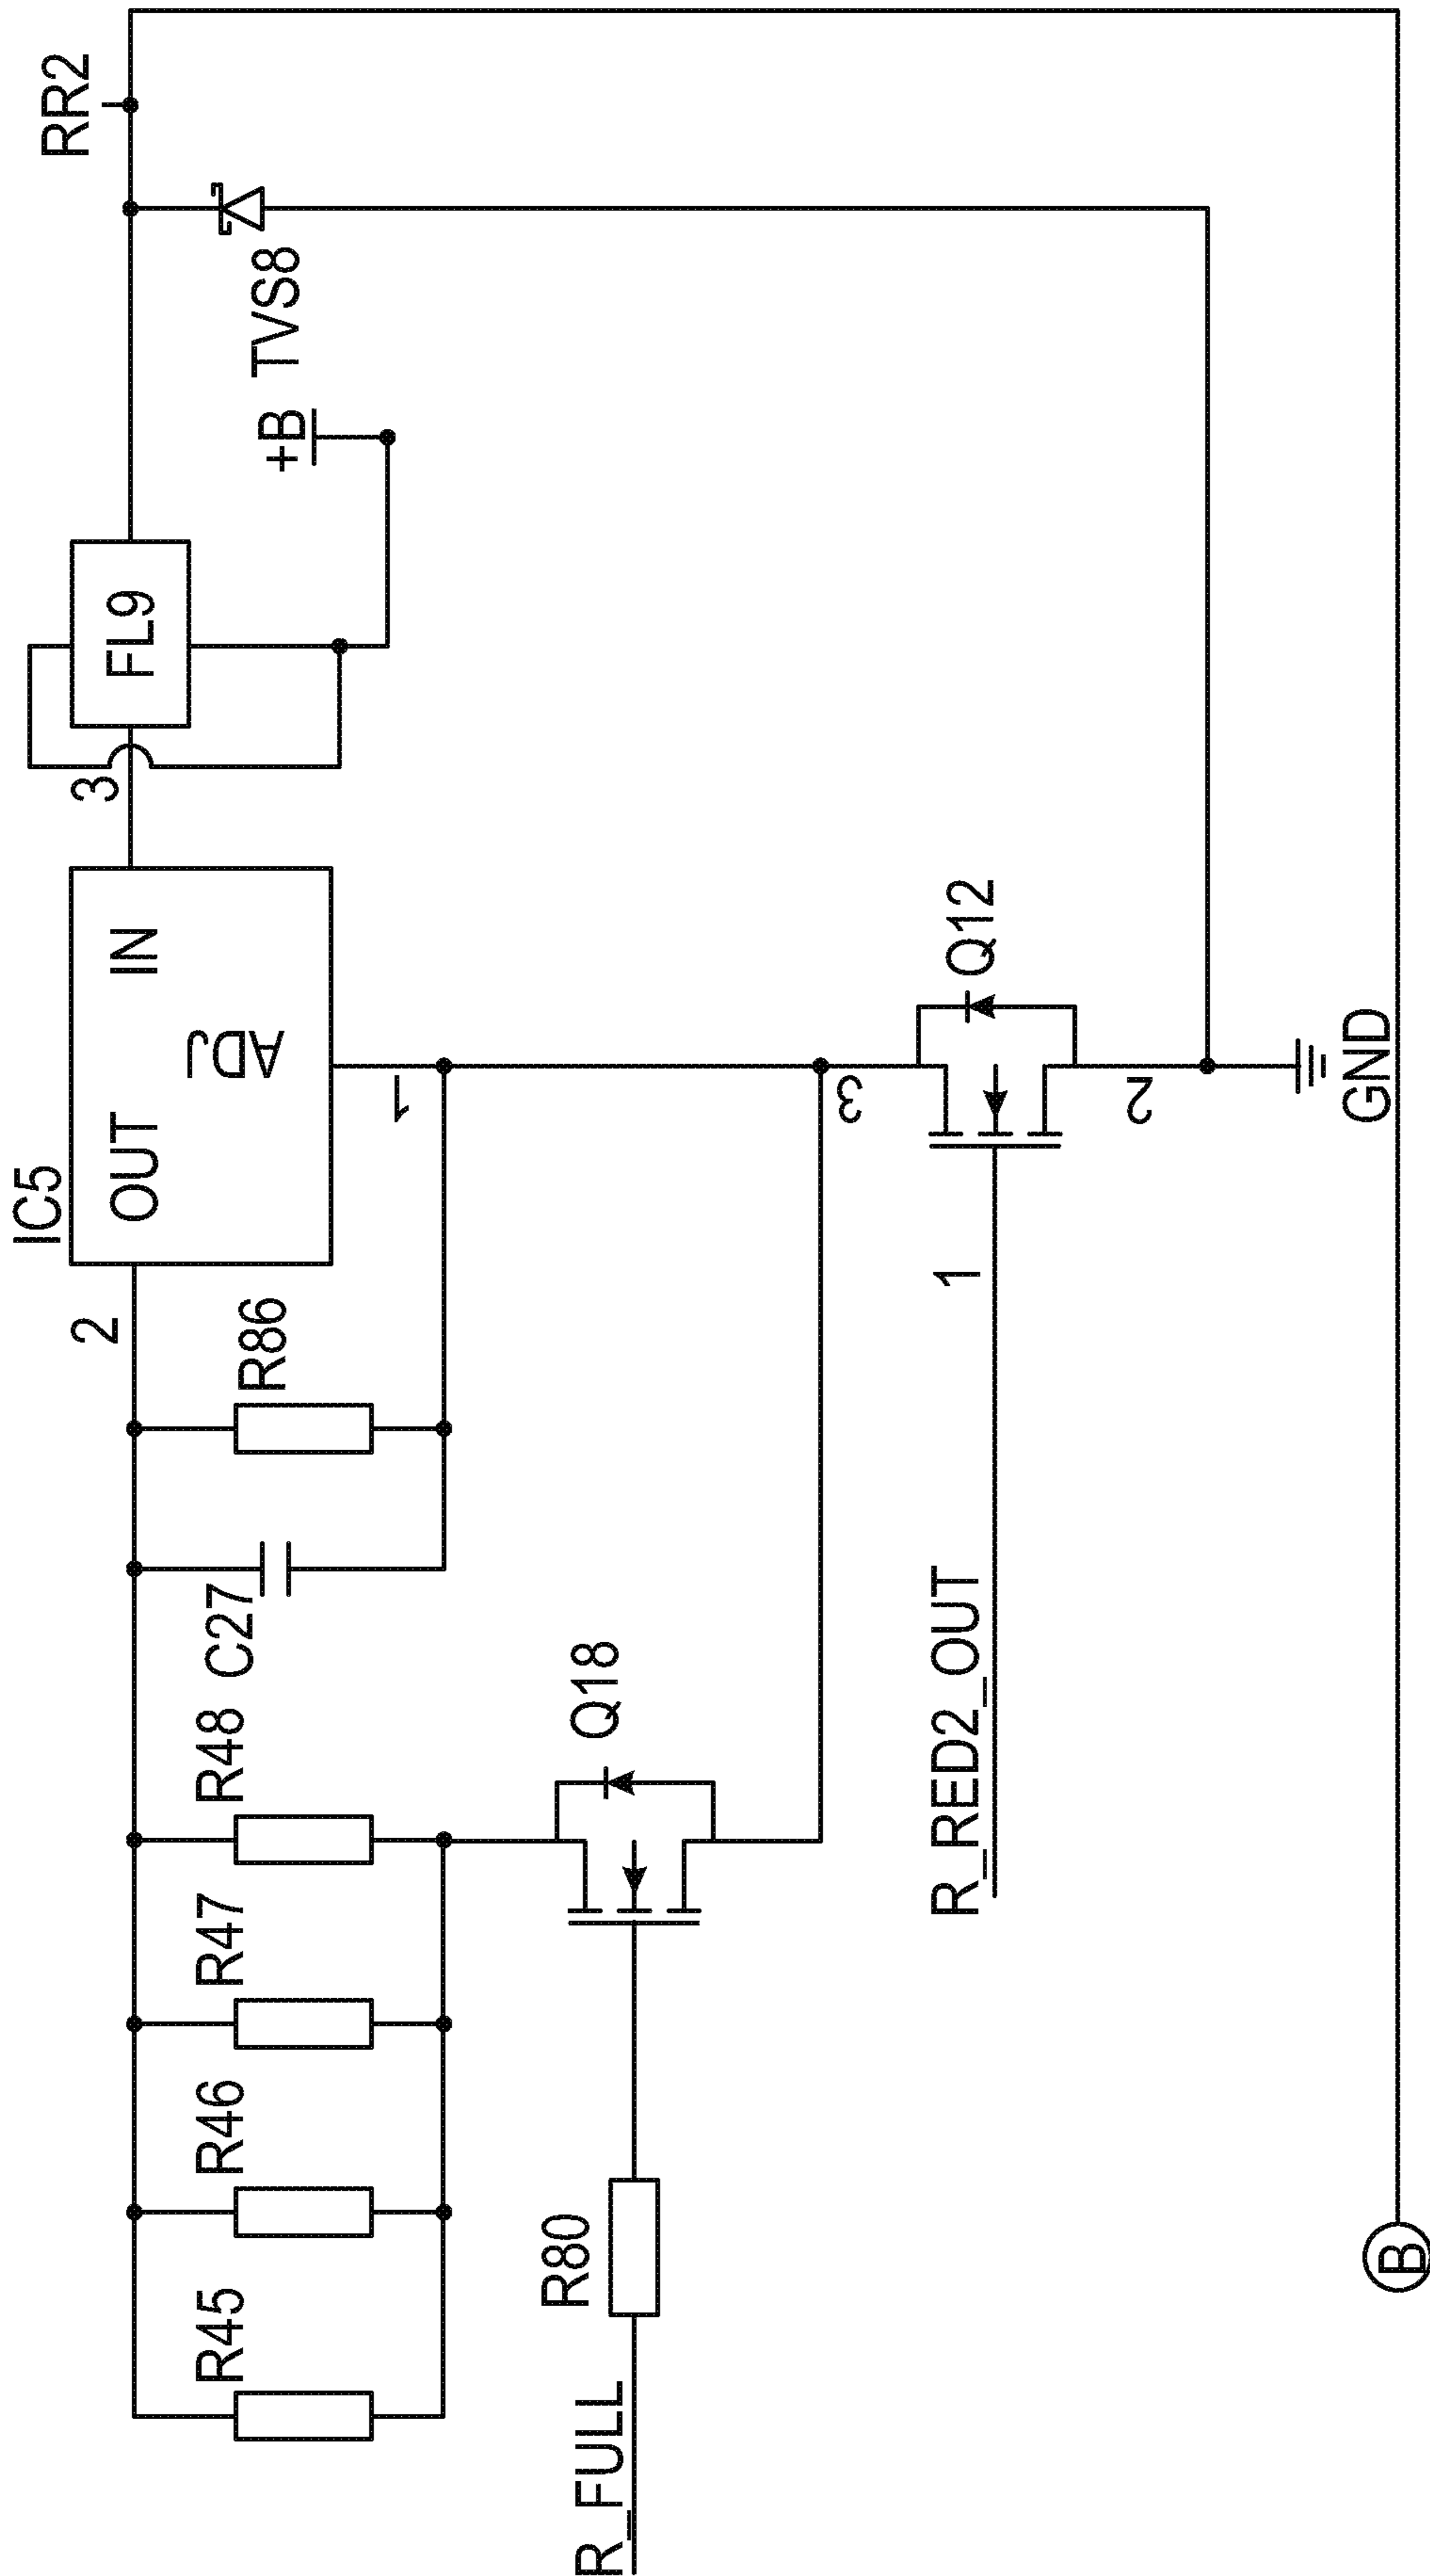 RR2
TVS8
+B
FL9
3
IC5
OUT
IN
ADJ
2
1
R86
C27
R48
R47
R46
R45
Q18
R80
R_FULL
3
Q12
2
1
R_RED2_OUT
GND
B